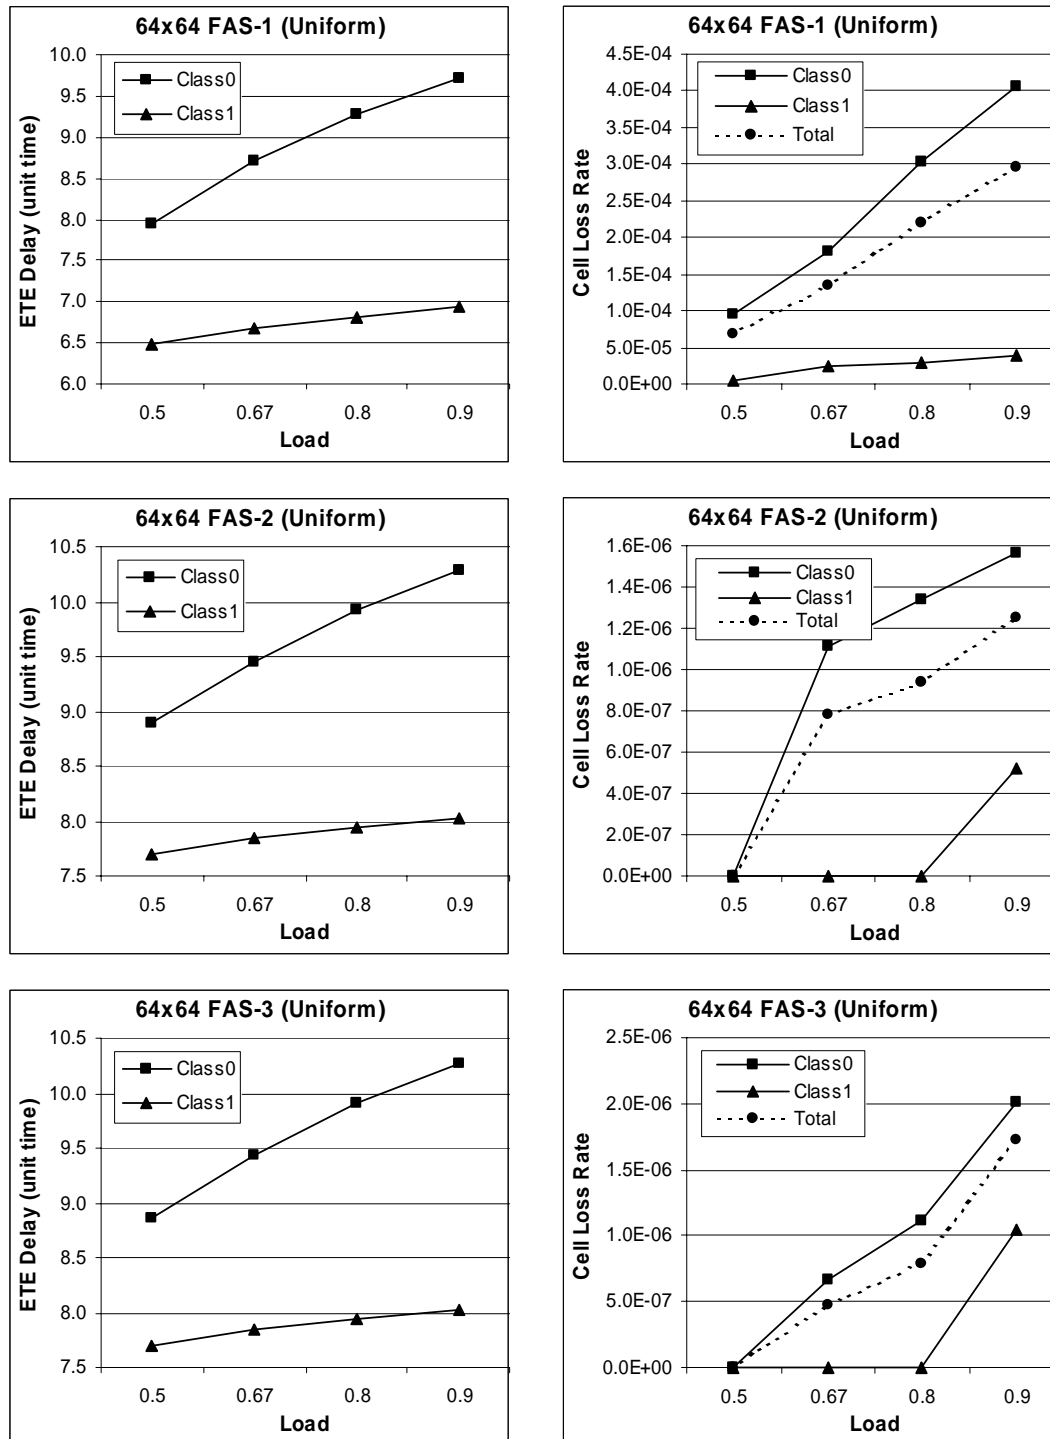 64x64 FAS-1 (Uniform)
ETE Delay (unit time)
10.0
9.5
9.0
8.5
8.0
7.5
7.0
6.5
6.0
Class0
Class1
0.5 0.67 0.8 0.9
Load
64x64 FAS-1 (Uniform)
Cell Loss Rate
4.5E-04
4.0E-04
3.5E-04
3.0E-04
2.5E-04
2.0E-04
1.5E-04
1.0E-04
5.0E-05
0.0E+00
Class0
Class1
Total
0.5 0.67 0.8 0.9
Load
64x64 FAS-2 (Uniform)
ETE Delay (unit time)
10.5
10.0
9.5
9.0
8.5
8.0
7.5
Class0
Class1
0.5 0.67 0.8 0.9
Load
64x64 FAS-2 (Uniform)
Cell Loss Rate
1.6E-06
1.4E-06
1.2E-06
1.0E-06
8.0E-07
6.0E-07
4.0E-07
2.0E-07
0.0E+00
Class0
Class1
Total
0.5 0.67 0.8 0.9
Load
64x64 FAS-3 (Uniform)
ETE Delay (unit time)
10.5
10.0
9.5
9.0
8.5
8.0
7.5
Class0
Class1
0.5 0.67 0.8 0.9
Load
64x64 FAS-3 (Uniform)
Cell Loss Rate
2.5E-06
2.0E-06
1.5E-06
1.0E-06
5.0E-07
0.0E+00
Class0
Class1
Total
0.5 0.67 0.8 0.9
Load